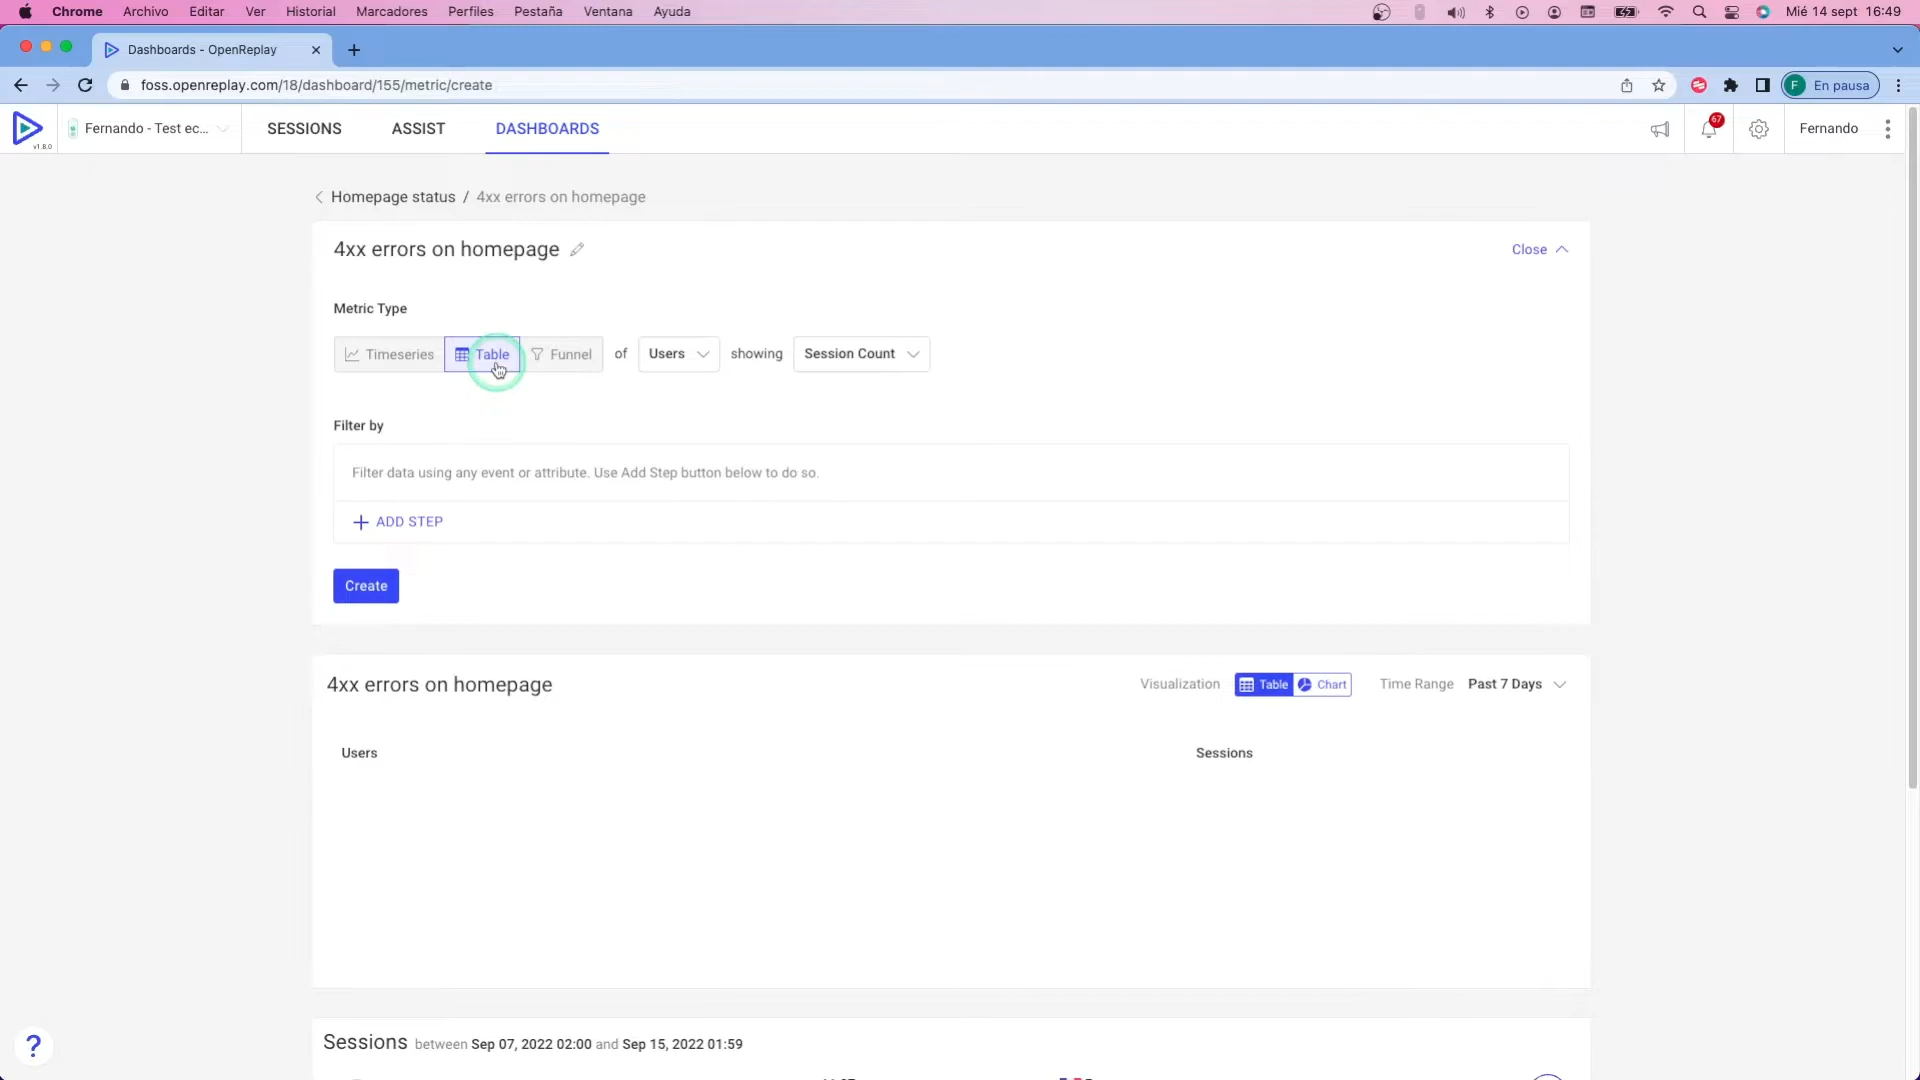 Chrome Archivo Editar Ver Historial Marcadores Perfiles Pestaña Ventana Ayuda Mié 14 sept 16:49
Dashboards - OpenReplay
foss.openreplay.com/18/dashboard/155/metric/create F En pausa
v1.8.0 Fernando - Test ec... SESSIONS ASSIST DASHBOARDS 67 Fernando
Homepage status / 4xx errors on homepage
4xx errors on homepage Close
Metric Type
Timeseries Table Funnel of Users showing Session Count
Filter by
Filter data using any event or attribute. Use Add Step button below to do so.
+ ADD STEP
Create
4xx errors on homepage Visualization Table Chart Time Range Past 7 Days
Users Sessions
Sessions between Sep 07, 2022 02:00 and Sep 15, 2022 01:59
?